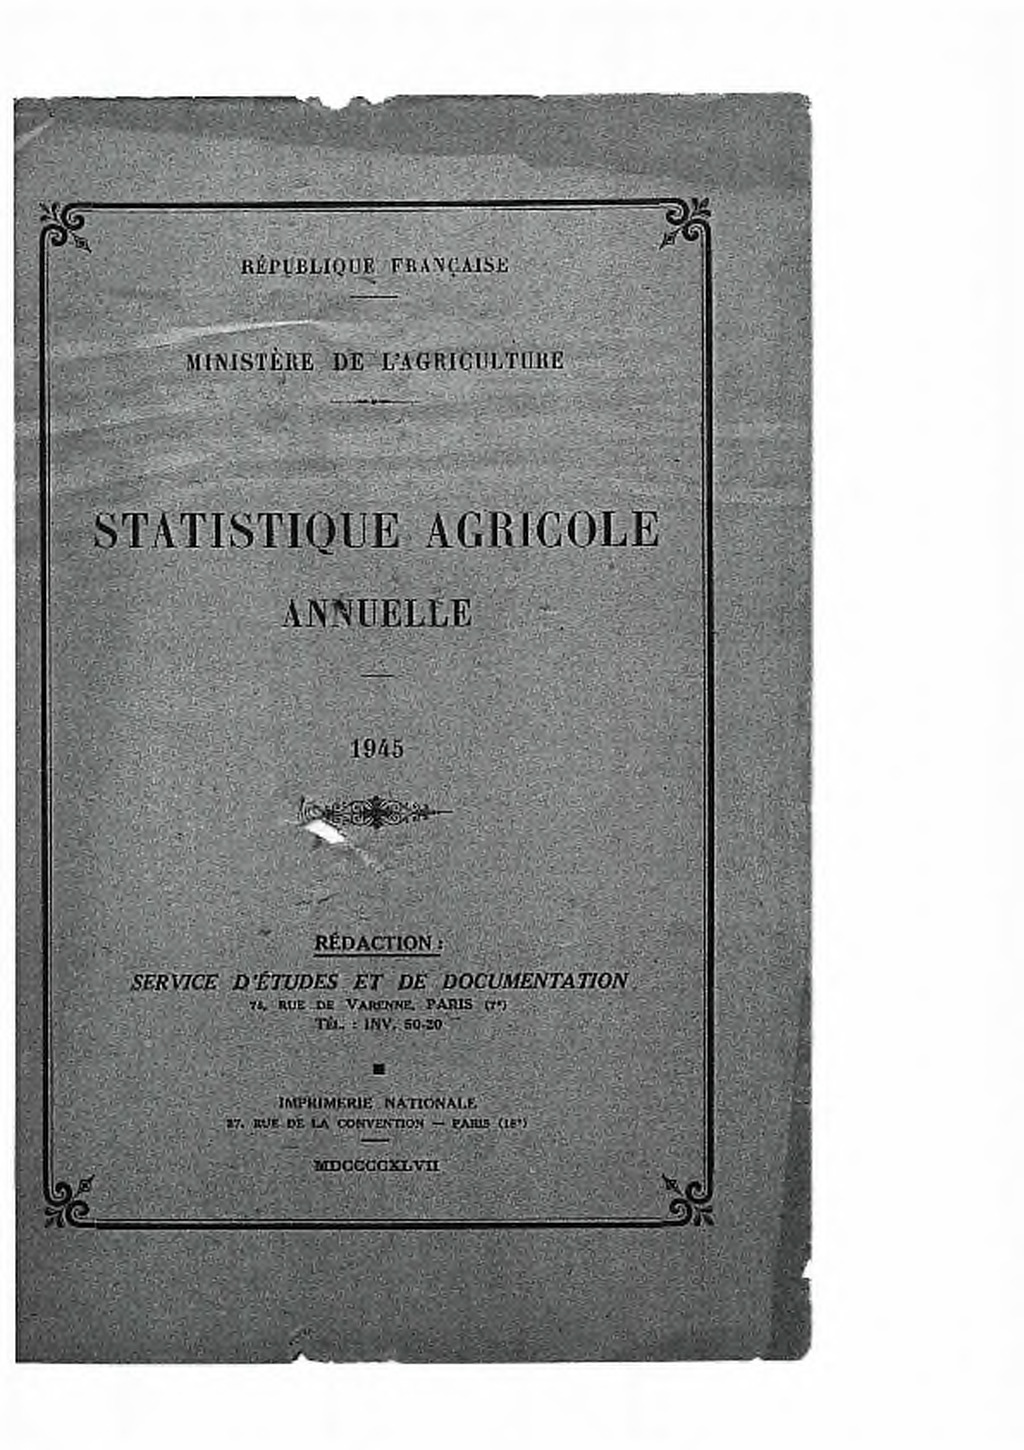 RÉPUBLIQUE FRANÇAISE
MINISTÈRE DE L'AGRICULTURE
STATISTIQUE AGRICOLE
ANNUELLE
1945
RÉDACTION :
SERVICE D'ÉTUDES ET DE DOCUMENTATION
RUE DE VARENNE, PARIS (7e)
TÉL. : INV. 50-20
IMPRIMERIE NATIONALE
27, RUE DE LA CONVENTION — PARIS (15e)
MDCCCCXLVII